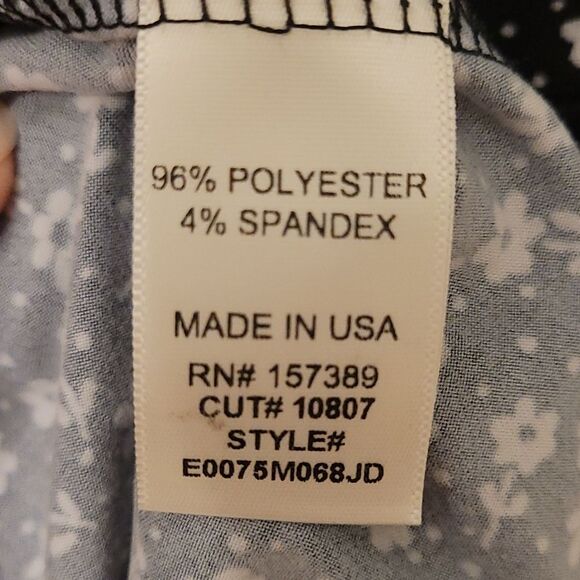 96% POLYESTER
4% SPANDEX
MADE IN USA
RN# 157389
CUT# 10807
STYLE#
E0075M068JD